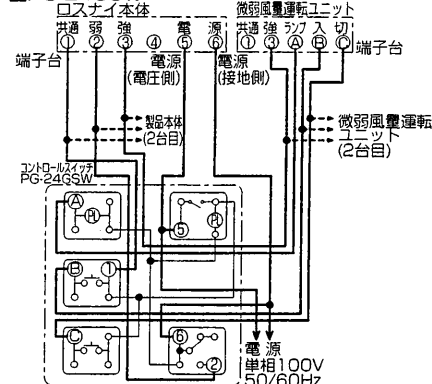 ロスナイ本体
微弱風量運転ユニット
共通 弱 強 電 源
① ② ③ ④ ⑤ ⑥
共通 強 ランプ 入 切
① ③ Ⓐ Ⓑ Ⓒ
端子台
電源
(電圧側)
電源
(接地側)
端子台
製品本体
(2台目)
微弱風量運転
ユニット
(2台目)
コントロールスイッチ
PG-24GSW
Ⓐ
PL
⑤
PL
Ⓑ ①
Ⓒ
⑥
②
電源
単相100V
50/60Hz